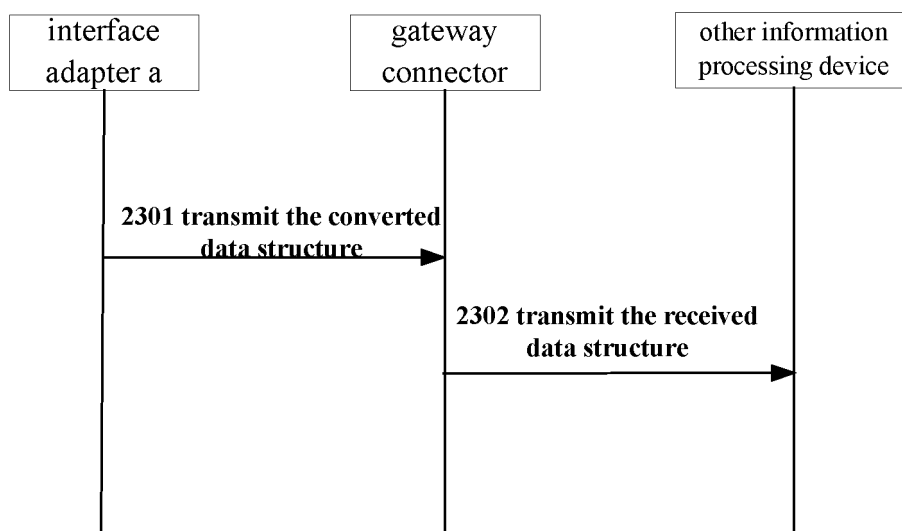 interface
adapter a
gateway
connector
other information
processing device
2301 transmit the converted
data structure
2302 transmit the received
data structure